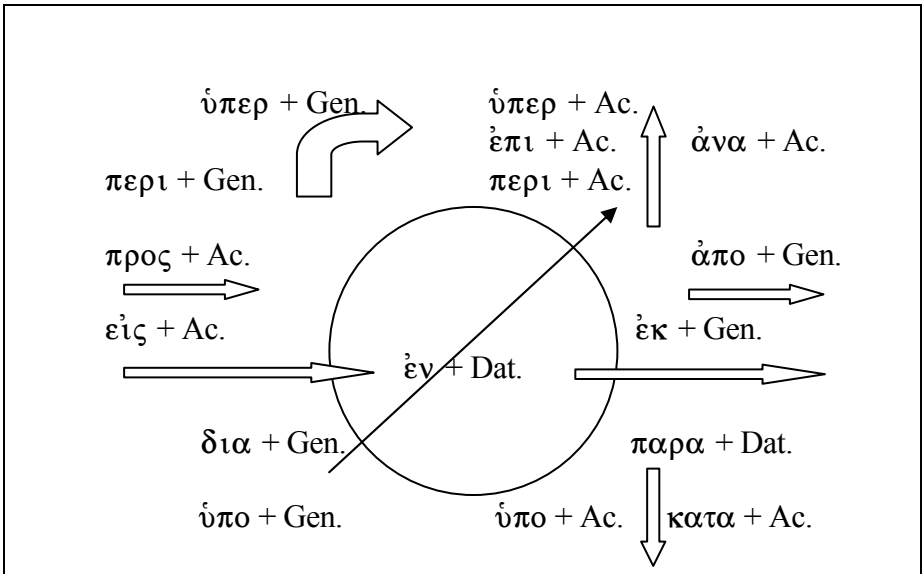 ὑπερ + Gen. ὑπερ + Ac.
ἐπι + Ac. ἀνα + Ac.
περι + Gen. περι + Ac.
προς + Ac. ἀπο + Gen.
εἰς + Ac. ἐκ + Gen.
ἐν + Dat.
δια + Gen. παρα + Dat.
ὑπο + Gen. ὑπο + Ac. κατα + Ac.